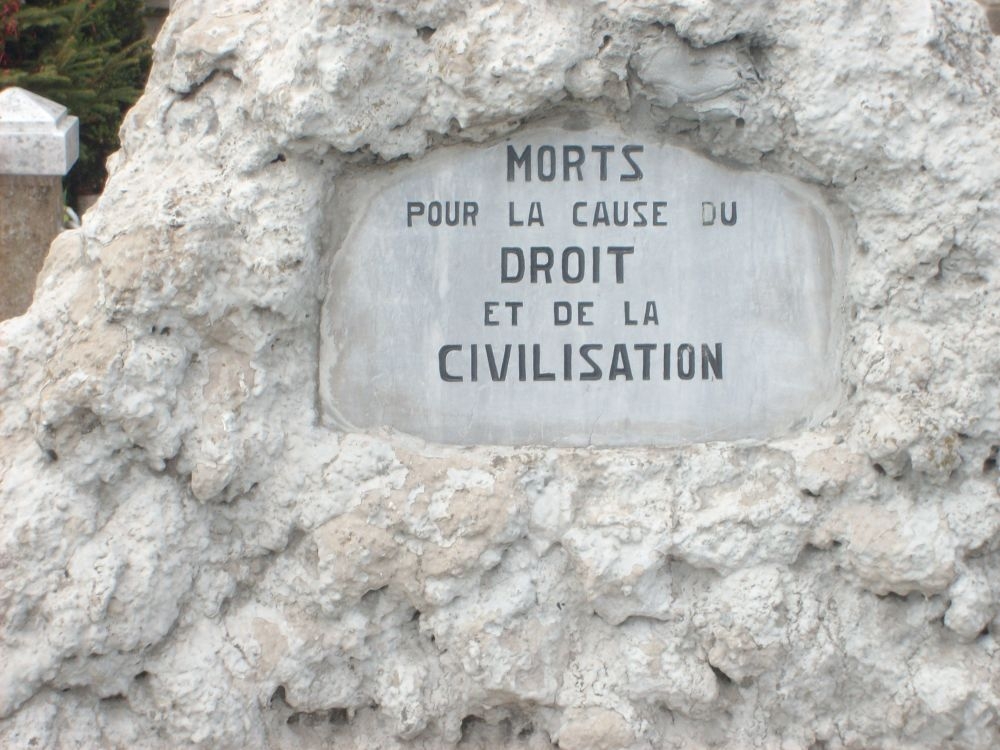 MORTS
POUR LA CAUSE DU
DROIT
ET DE LA
CIVILISATION